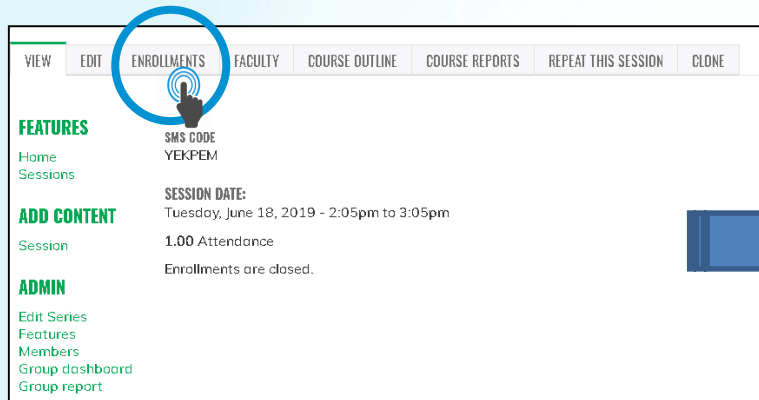 VIEW EDIT ENROLLMENTS FACULTY COURSE OUTLINE COURSE REPORTS REPEAT THIS SESSION CLONE
FEATURES
Home
Sessions
ADD CONTENT
Session
ADMIN
Edit Series
Features
Members
Group dashboard
Group report
SMS CODE
YEKPEM
SESSION DATE:
Tuesday, June 18, 2019 - 2:05pm to 3:05pm
1.00 Attendance
Enrollments are closed.